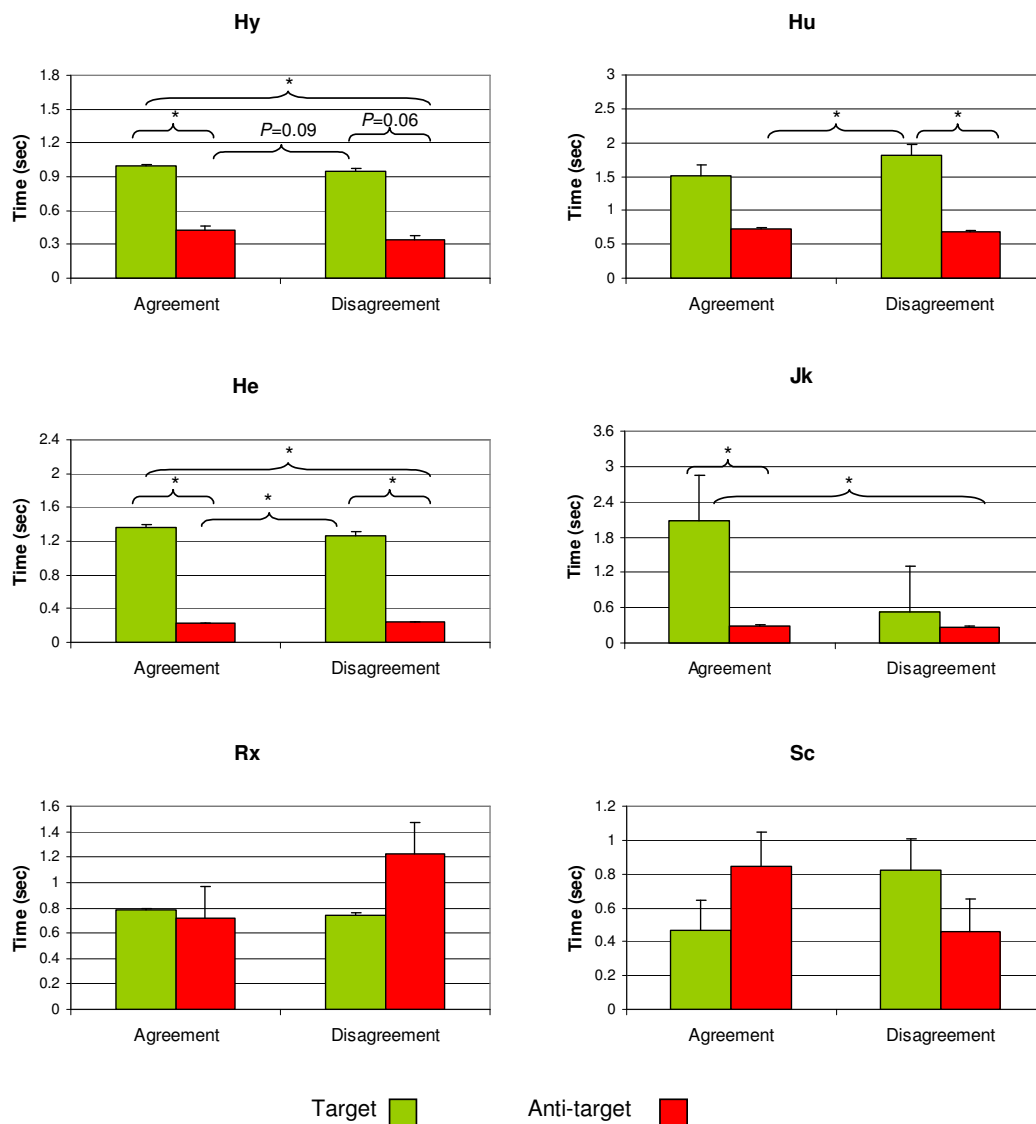 Hy
Time (sec)
1.8
1.5
1.2
0.9
0.6
0.3
0
*
*
P=0.09
P=0.06
Agreement
Disagreement
Hu
Time (sec)
3
2.5
2
1.5
1
0.5
0
*
*
Agreement
Disagreement
He
Time (sec)
2.4
2
1.6
1.2
0.8
0.4
0
*
*
*
*
Agreement
Disagreement
Jk
Time (sec)
3.6
3
2.4
1.8
1.2
0.6
0
*
*
Agreement
Disagreement
Rx
Time (sec)
1.6
1.4
1.2
1
0.8
0.6
0.4
0.2
0
Agreement
Disagreement
Sc
Time (sec)
1.2
1
0.8
0.6
0.4
0.2
0
Agreement
Disagreement
Target
Anti-target